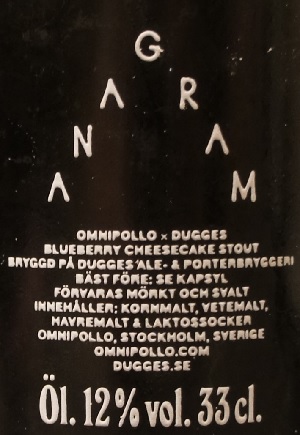 ANAGRAM
OMNIPOLLO x DUGGES
BLUEBERRY CHEESECAKE STOUT
BRYGGD PÅ DUGGES ALE- & PORTERBRYGGERI
BÄST FÖRE: SE KAPSYL
FÖRVARAS MÖRKT OCH SVALT
INNEHÅLLER: KORNMALT, VETEMALT,
HAVREMALT & LAKTOSSOCKER
OMNIPOLLO, STOCKHOLM, SVERIGE
OMNIPOLLO.COM
DUGGES.SE
Öl. 12% vol. 33 cl.